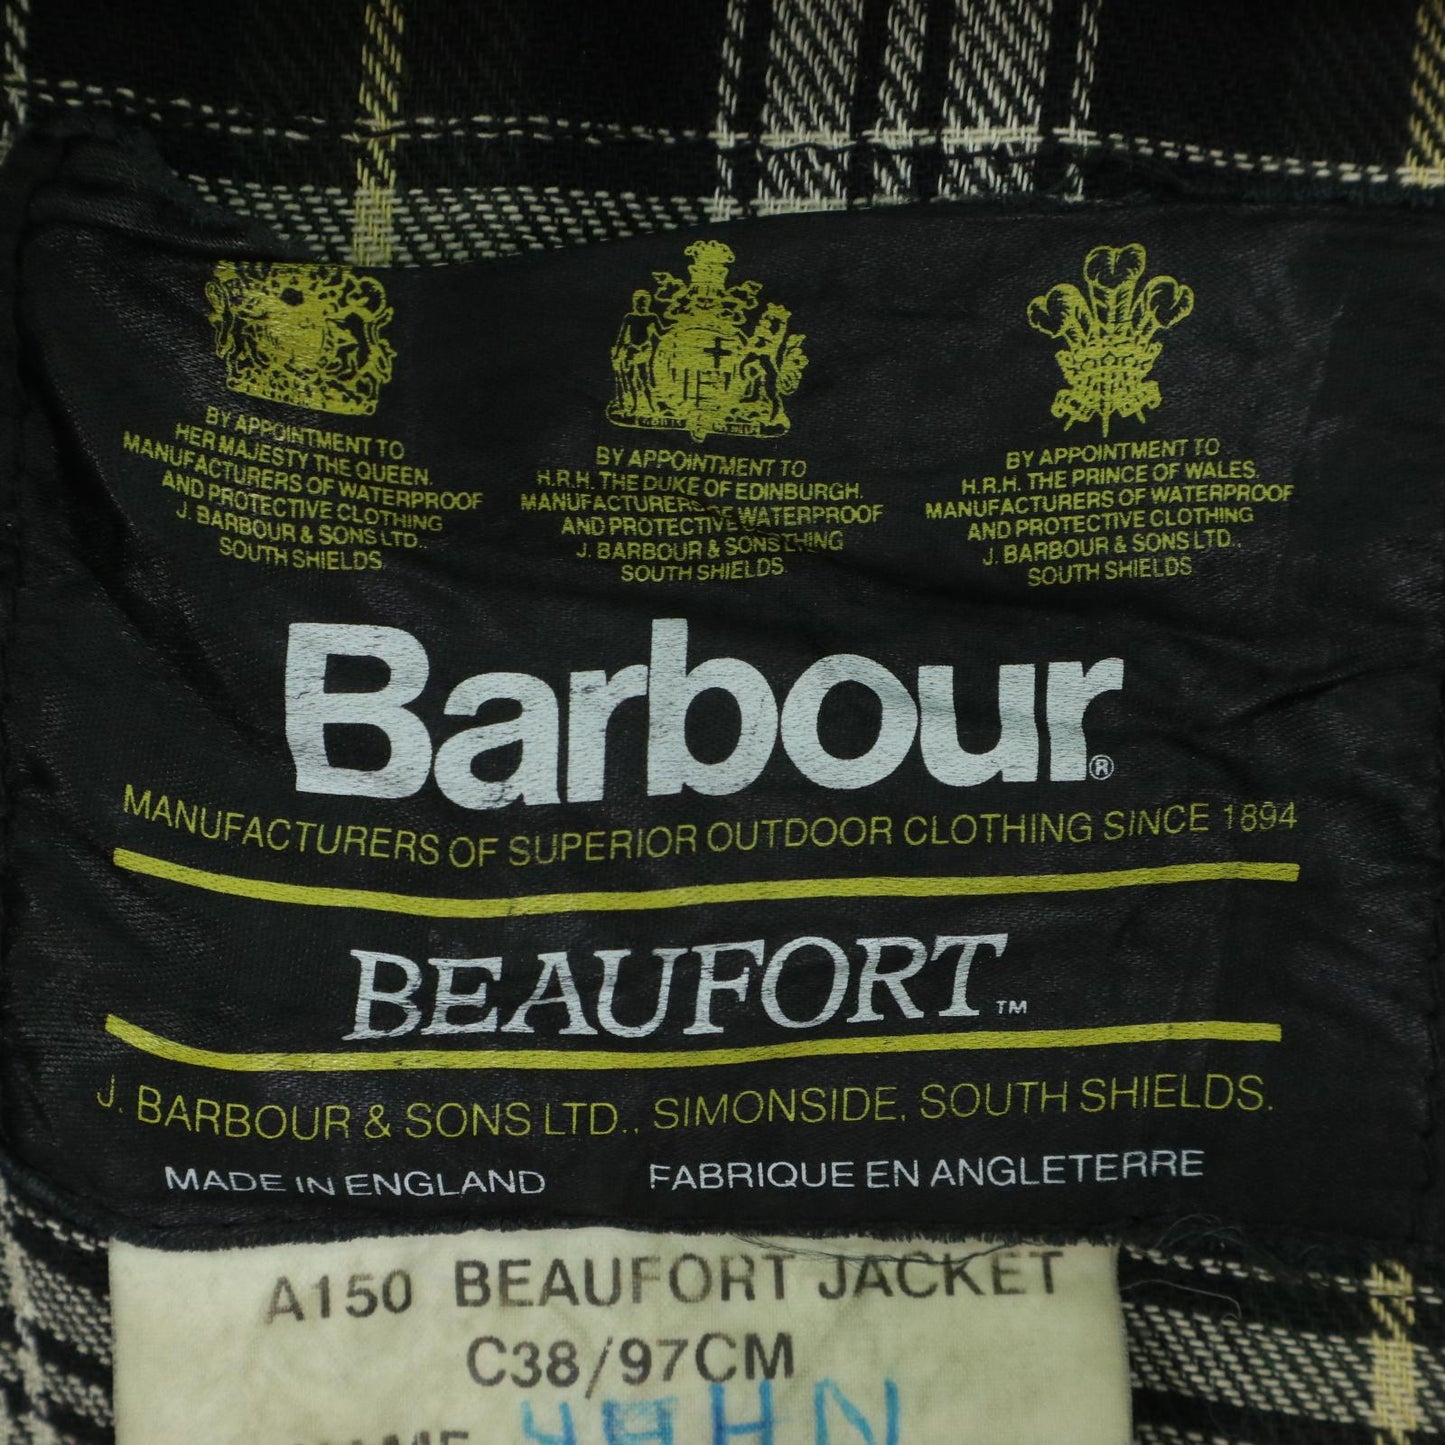 BY APPOINTMENT TO
HER MAJESTY THE QUEEN.
MANUFACTURERS OF WATERPROOF
AND PROTECTIVE CLOTHING
J. BARBOUR & SONS LTD.,
SOUTH SHIELDS.
BY APPOINTMENT TO
H.R.H. THE DUKE OF EDINBURGH.
MANUFACTURERS OF WATERPROOF
AND PROTECTIVE CLOTHING
J. BARBOUR & SONS
SOUTH SHIELDS.
BY APPOINTMENT TO
H.R.H. THE PRINCE OF WALES.
MANUFACTURERS OF WATERPROOF
AND PROTECTIVE CLOTHING
J. BARBOUR & SONS LTD.,
SOUTH SHIELDS.
Barbour®
MANUFACTURERS OF SUPERIOR OUTDOOR CLOTHING SINCE 1894
BEAUFORT™
J. BARBOUR & SONS LTD., SIMONSIDE, SOUTH SHIELDS.
MADE IN ENGLAND FABRIQUE EN ANGLETERRE
A150 BEAUFORT JACKET
C38/97CM
NAME